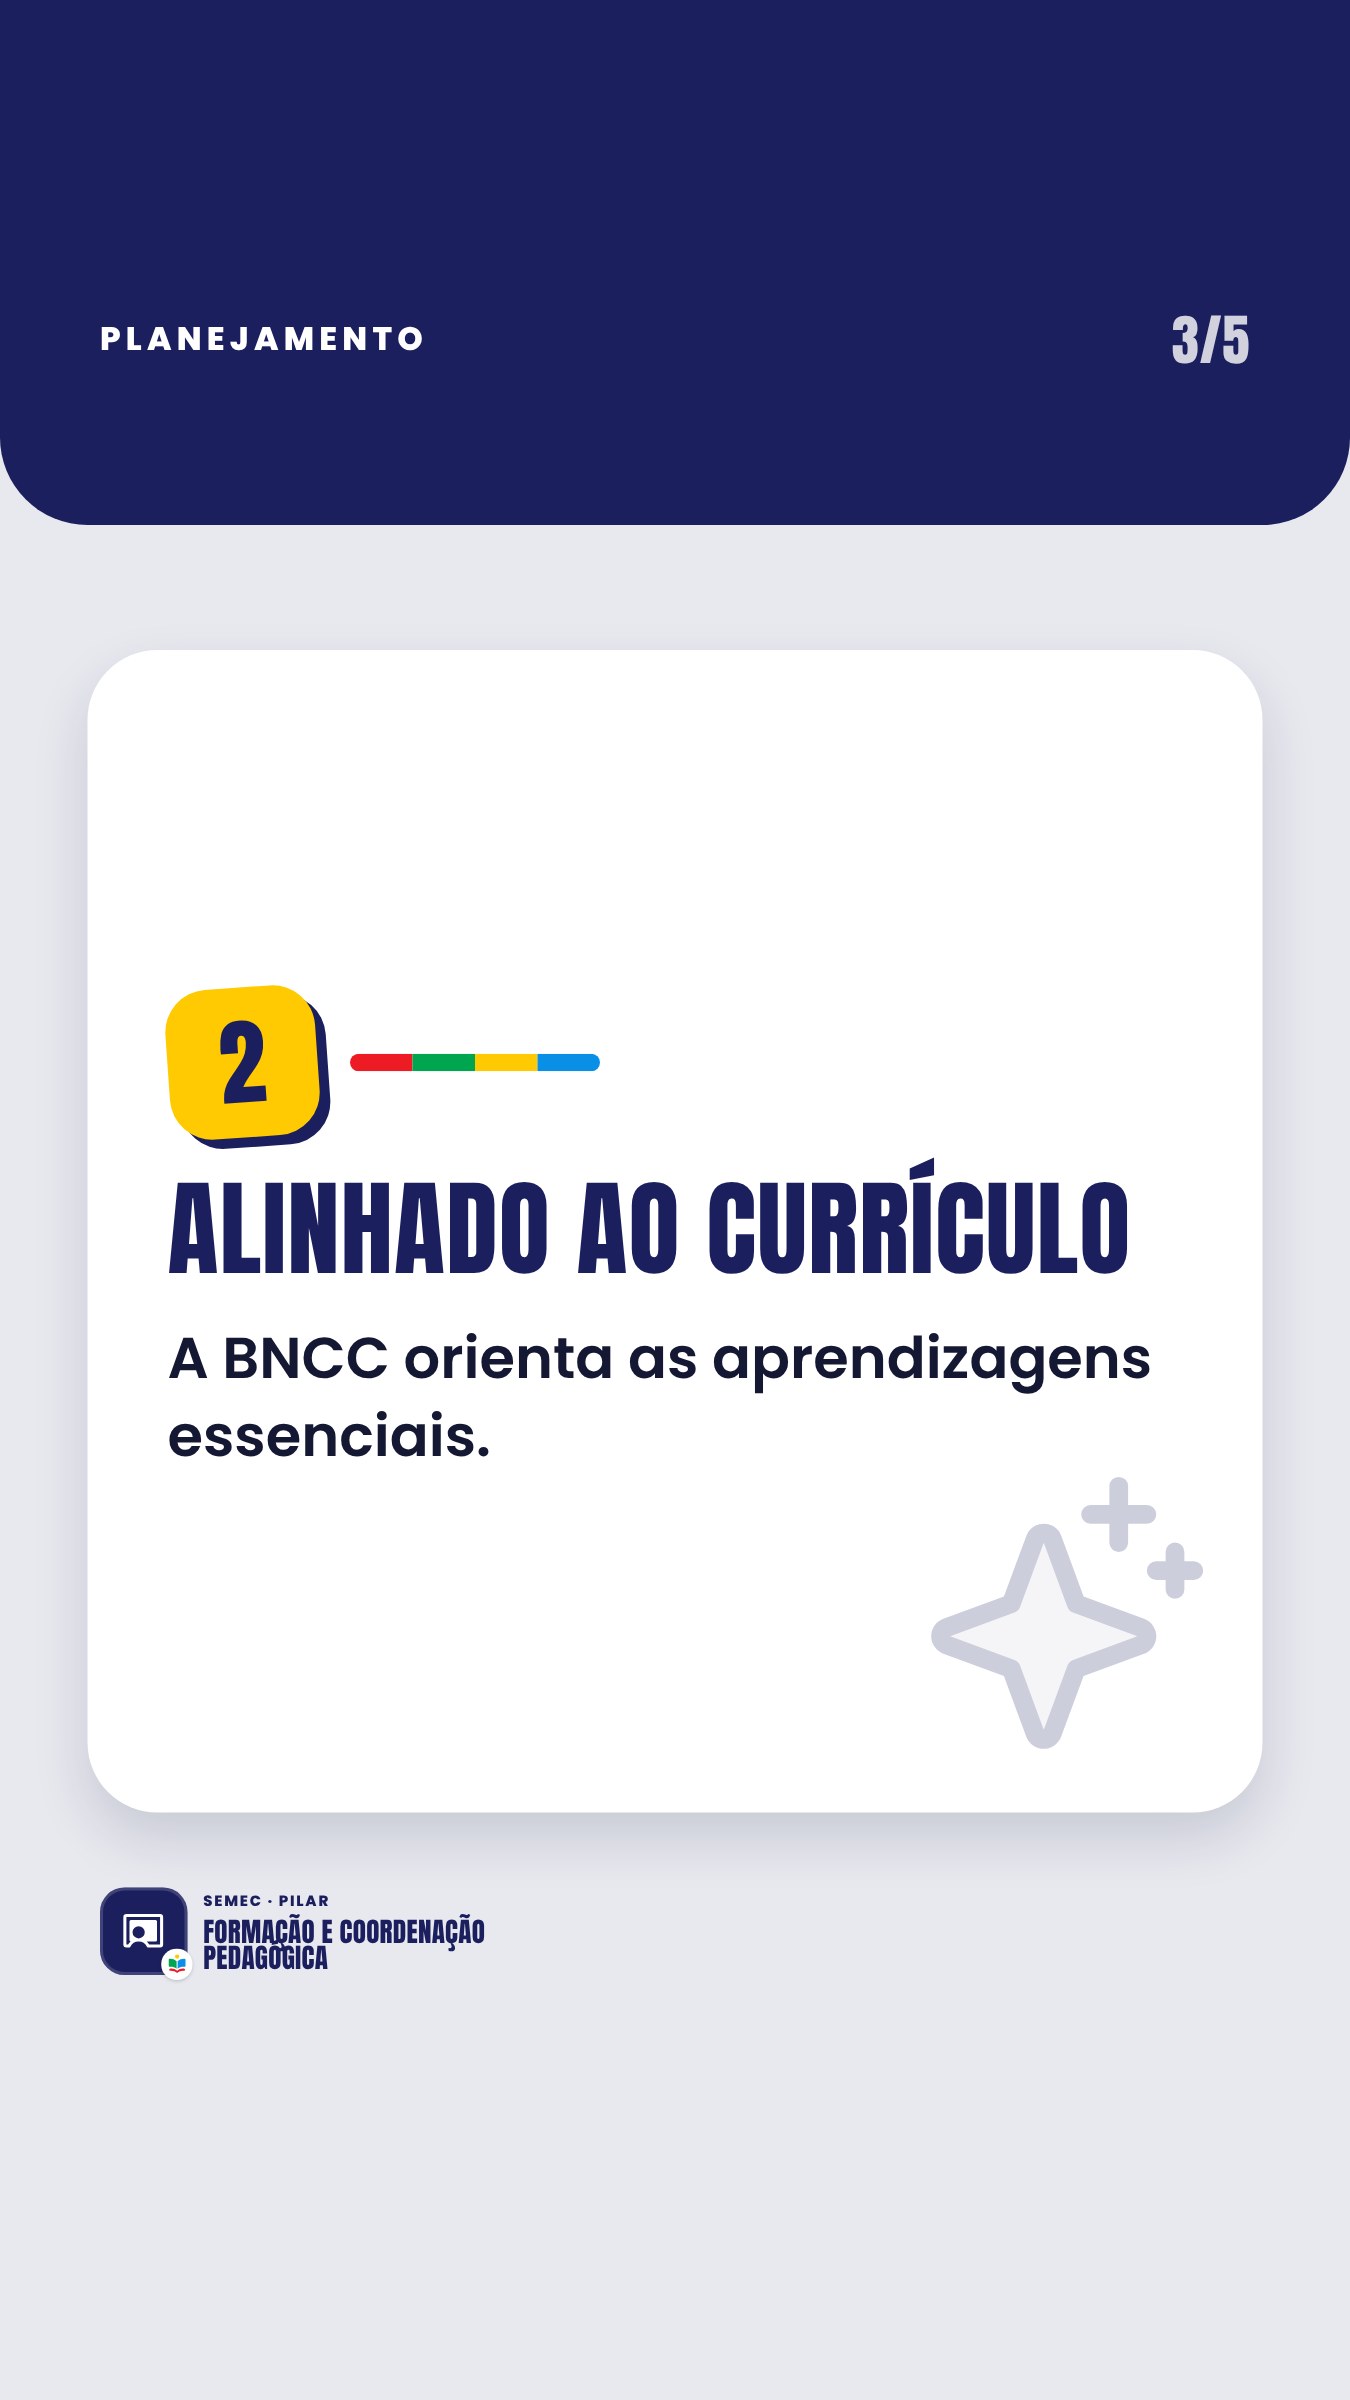 PLANEJAMENTO
3/5
2
ALINHADO AO CURRÍCULO
A BNCC orienta as aprendizagens
essenciais.
SEMEC · PILAR
FORMAÇÃO E COORDENAÇÃO
PEDAGÓGICA